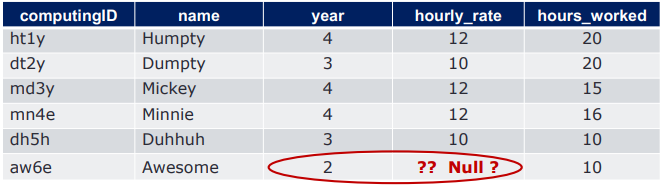 computingID name year hourly_rate hours_worked
ht1y Humpty 4 12 20
dt2y Dumpty 3 10 20
md3y Mickey 4 12 15
mn4e Minnie 4 12 16
dh5h Duhhuh 3 10 10
aw6e Awesome 2 ?? Null ? 10